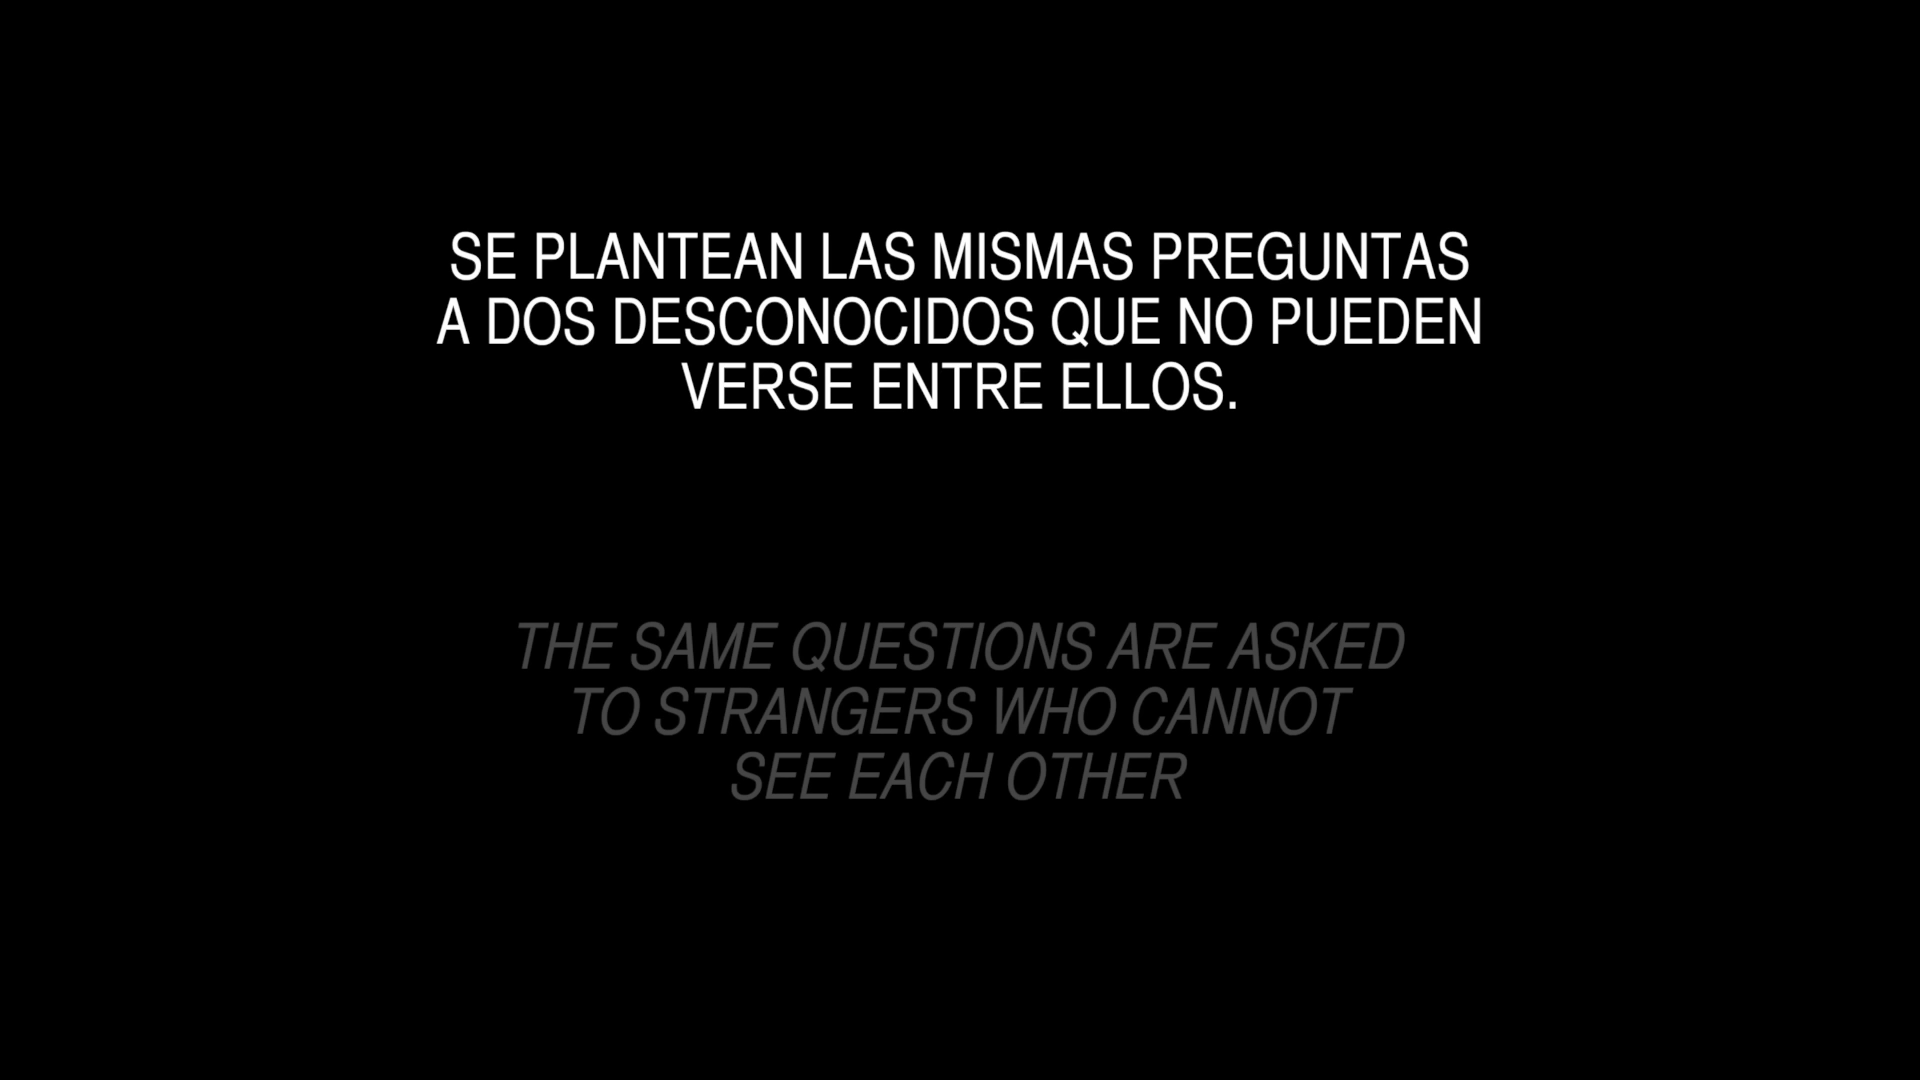 SE PLANTEAN LAS MISMAS PREGUNTAS
A DOS DESCONOCIDOS QUE NO PUEDEN
VERSE ENTRE ELLOS.
THE SAME QUESTIONS ARE ASKED
TO STRANGERS WHO CANNOT
SEE EACH OTHER